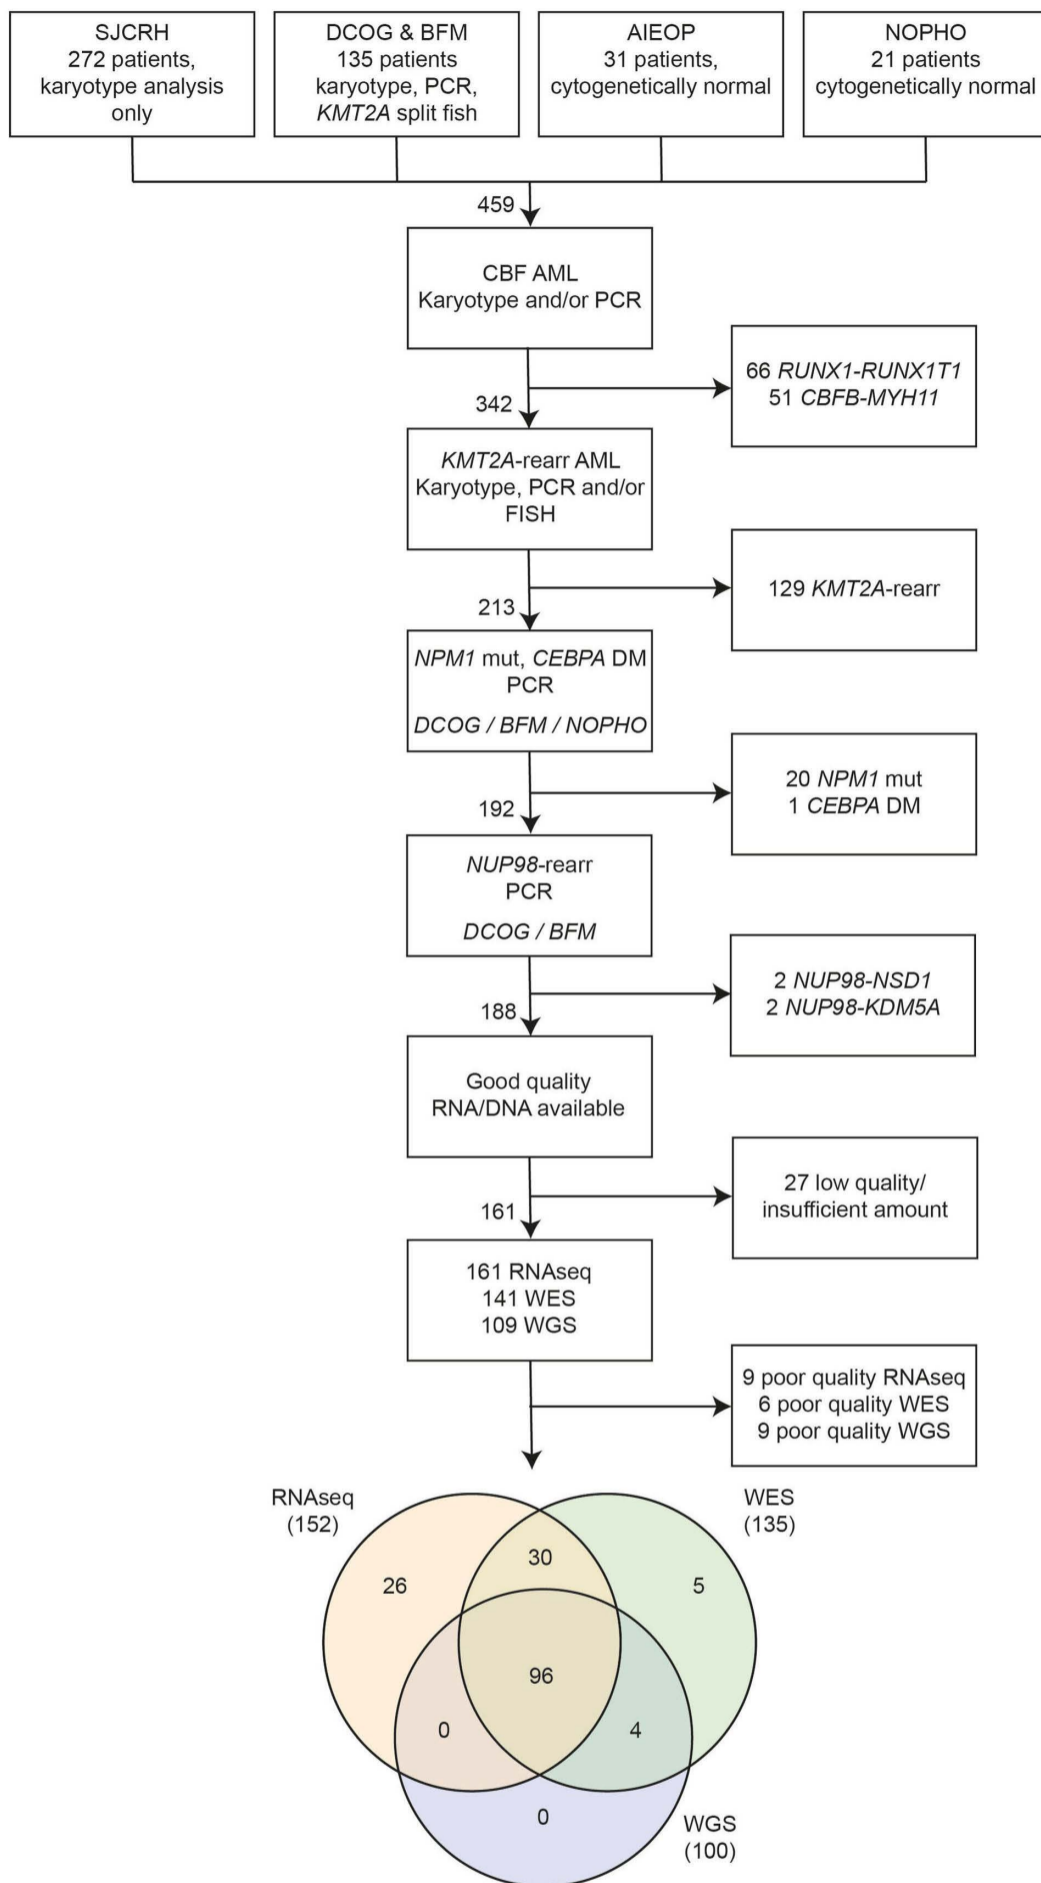 SJCRH
272 patients,
karyotype analysis
only
DCOG & BFM
135 patients
karyotype, PCR,
KMT2A split fish
AIEOP
31 patients,
cytogenetically normal
NOPHO
21 patients
cytogenetically normal
459
CBF AML
Karyotype and/or PCR
66 RUNX1-RUNX1T1
51 CBFB-MYH11
342
KMT2A-rearr AML
Karyotype, PCR and/or
FISH
129 KMT2A-rearr
213
NPM1 mut, CEBPA DM
PCR
DCOG / BFM / NOPHO
20 NPM1 mut
1 CEBPA DM
192
NUP98-rearr
PCR
DCOG / BFM
2 NUP98-NSD1
2 NUP98-KDM5A
188
Good quality
RNA/DNA available
27 low quality/
insufficient amount
161
161 RNAseq
141 WES
109 WGS
9 poor quality RNAseq
6 poor quality WES
9 poor quality WGS
RNAseq
(152)
WES
(135)
30
26
5
96
0
4
0
WGS
(100)